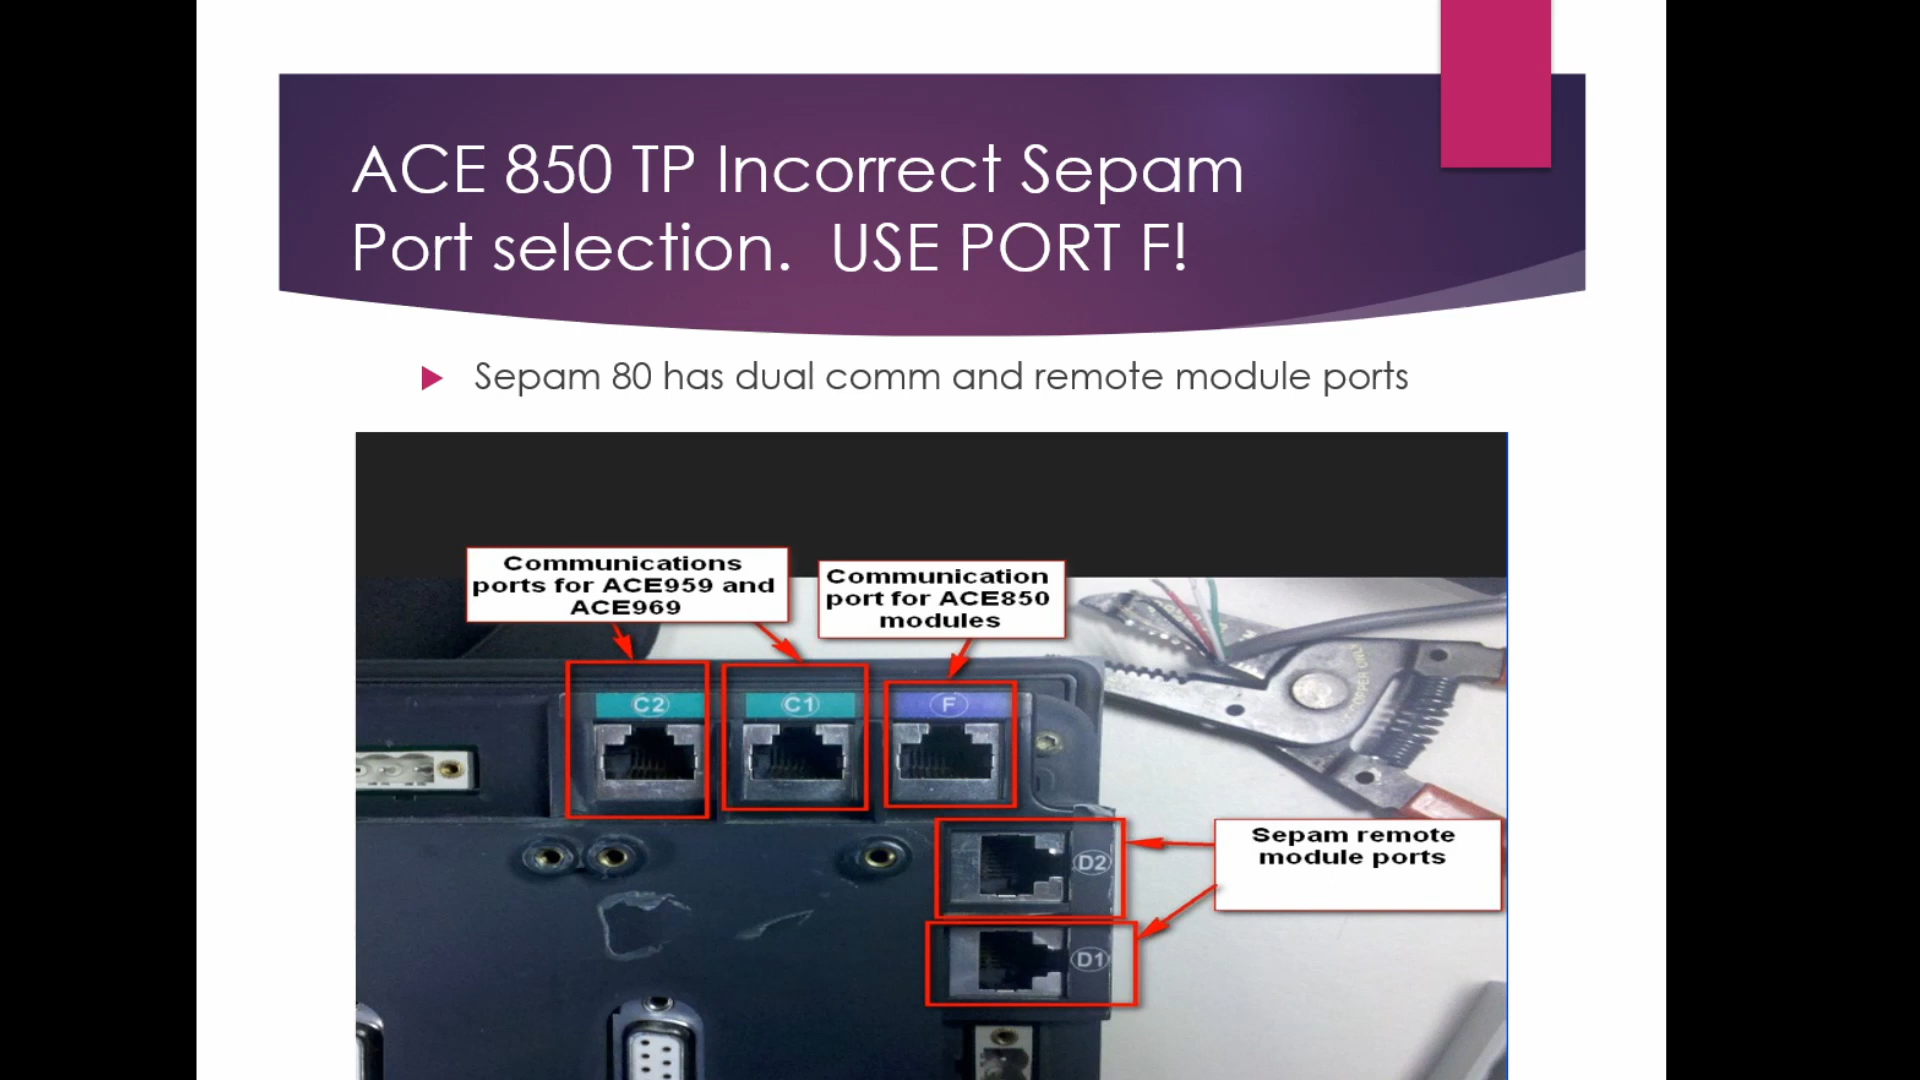 ACE 850 TP Incorrect Sepam
Port selection.  USE PORT F!
Sepam 80 has dual comm and remote module ports
Communications
ports for ACE959 and
ACE969
Communication
port for ACE850
modules
C2
C1
F
Sepam remote
module ports
D2
D1